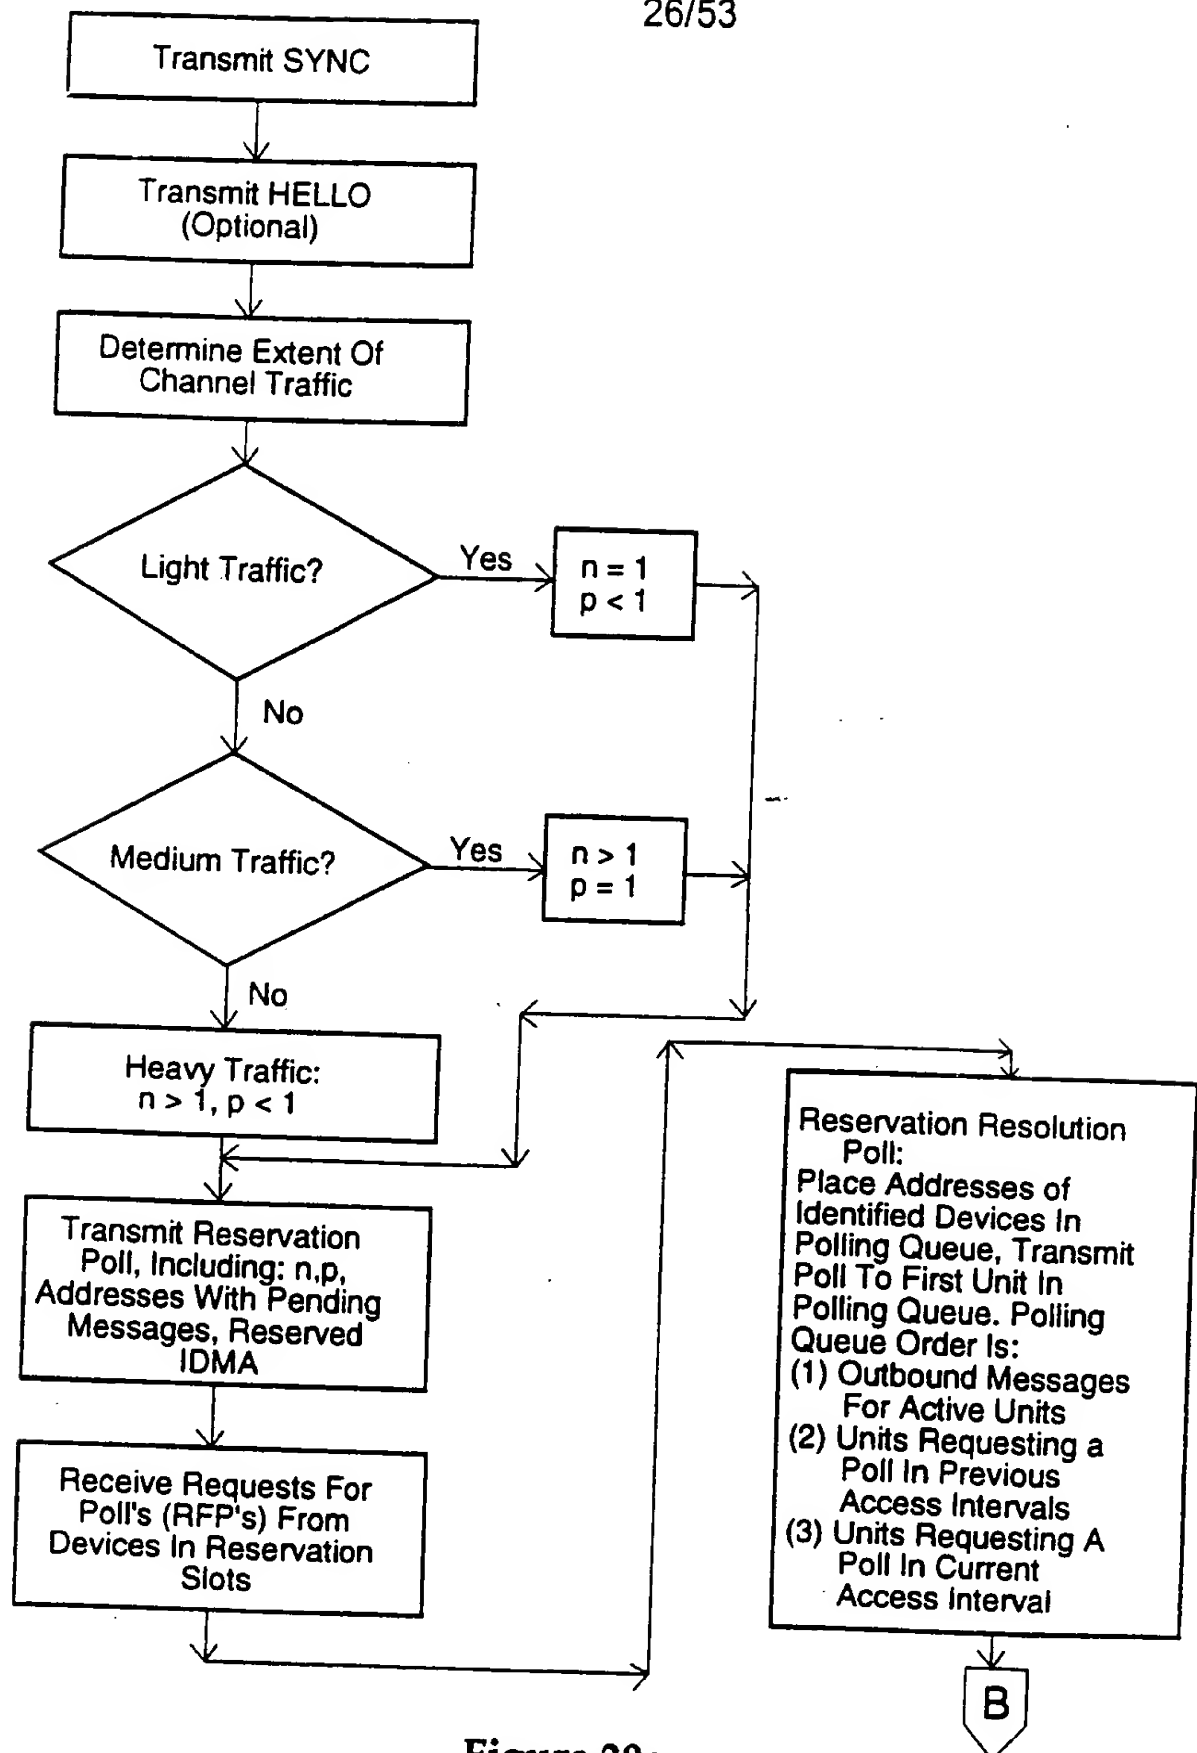 26/53
Transmit SYNC
Transmit HELLO
(Optional)
Determine Extent Of
Channel Traffic
Light Traffic?
Yes
n = 1
p < 1
No
Medium Traffic?
Yes
n > 1
p = 1
No
Heavy Traffic:
n > 1, p < 1
Transmit Reservation
Poll, Including: n,p,
Addresses With Pending
Messages, Reserved
IDMA
Receive Requests For
Poll's (RFP's) From
Devices In Reservation
Slots
Reservation Resolution
Poll:
Place Addresses of
Identified Devices In
Polling Queue, Transmit
Poll To First Unit In
Polling Queue. Polling
Queue Order Is:
(1) Outbound Messages
For Active Units
(2) Units Requesting a
Poll In Previous
Access Intervals
(3) Units Requesting A
Poll In Current
Access Interval
B
Figure